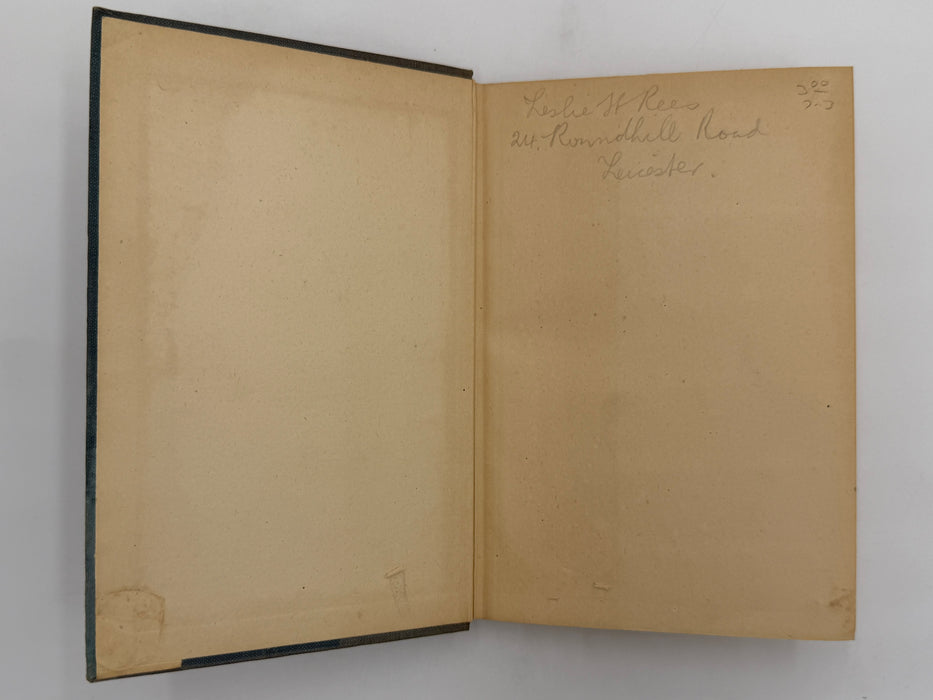 Leslie H Rees
24. Roundhill Road
Leicester.